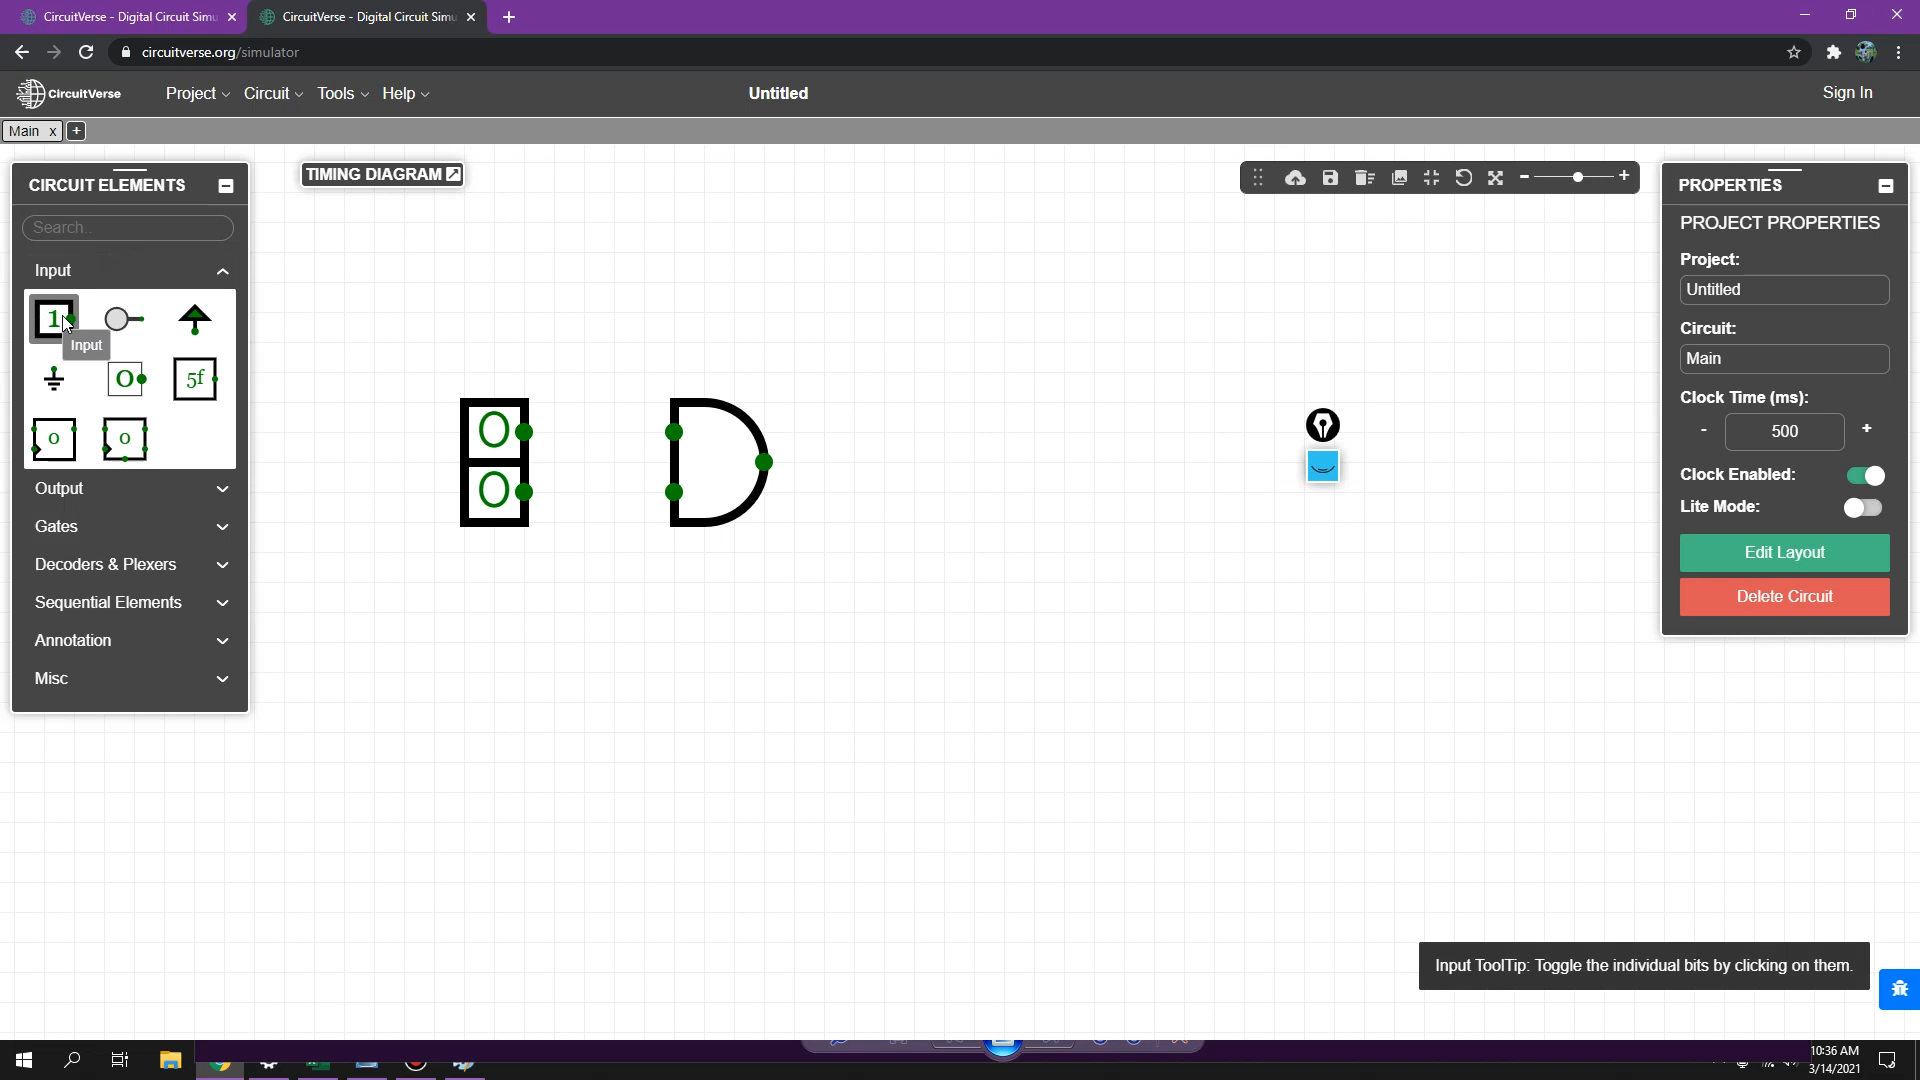 CircuitVerse - Digital Circuit Simu
CircuitVerse - Digital Circuit Simu
circuitverse.org/simulator
CircuitVerse
Project
Circuit
Tools
Help
Untitled
Sign In
Main x +
CIRCUIT ELEMENTS
TIMING DIAGRAM
PROPERTIES
Search..
PROJECT PROPERTIES
Input
Project:
Untitled
1
Input
Circuit:
Main
O
5f
Clock Time (ms):
- 500 +
0
0
0
0
Clock Enabled:
Output
Lite Mode:
Gates
Edit Layout
Decoders & Plexers
Delete Circuit
Sequential Elements
Annotation
Misc
Input ToolTip: Toggle the individual bits by clicking on them.
10:36 AM
3/14/2021